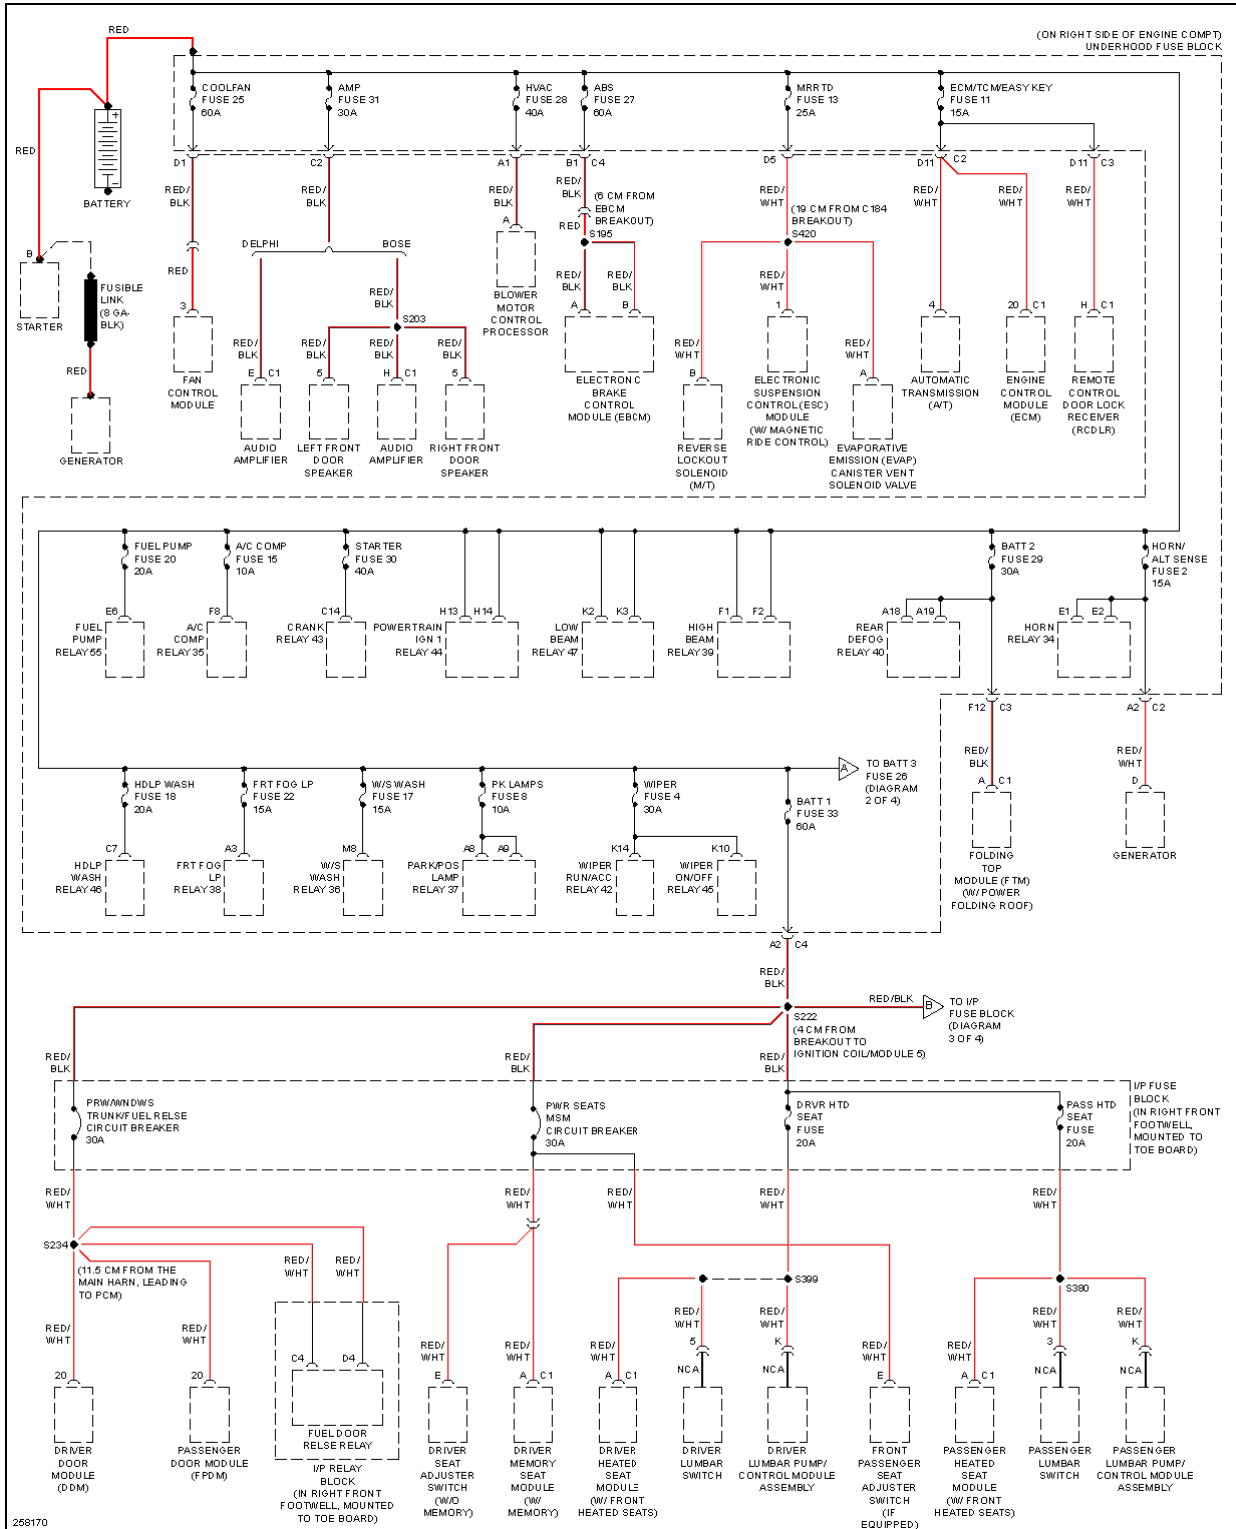 RED
(ON RIGHT SIDE OF ENGINE COMPT)
UNDERHOOD FUSE BLOCK
COOLFAN
FUSE 25
60A
AMP
FUSE 31
30A
HVAC
FUSE 28
40A
ABS
FUSE 27
60A
MRRTD
FUSE 13
25A
ECM/TCM/EASY KEY
FUSE 11
15A
RED
+
-
BATTERY
D1
C2
A1
B1 C4
D5
D11 C2
D11 C3
RED/
BLK
RED/
BLK
RED/
BLK
RED/
BLK
RED/
WHT
RED/
WHT
RED/
WHT
RED/
WHT
(6 CM FROM
EBCM
BREAKOUT)
RED
S195
(19 CM FROM C184
BREAKOUT)
S420
A
B
STARTER
FUSIBLE
LINK
(8 GA-
BLK)
RED
GENERATOR
RED
3
FAN
CONTROL
MODULE
DELPHI BOSE
RED/
BLK
S203
RED/
BLK
RED/
BLK
RED/
BLK
RED/
BLK
E C1
5
H C1
5
AUDIO
AMPLIFIER
LEFT FRONT
DOOR
SPEAKER
AUDIO
AMPLIFIER
RIGHT FRONT
DOOR
SPEAKER
BLOWER
MOTOR
CONTROL
PROCESSOR
RED/
BLK
RED/
BLK
A B
ELECTRONIC
BRAKE
CONTROL
MODULE (EBCM)
RED/
WHT
1
RED/
WHT
B
RED/
WHT
A
REVERSE
LOCKOUT
SOLENOID
(M/T)
ELECTRONIC
SUSPENSION
CONTROL (ESC)
MODULE
(W/ MAGNETIC
RIDE CONTROL)
EVAPORATIVE
EMISSION (EVAP)
CANISTER VENT
SOLENOID VALVE
4
20 C1
H C1
AUTOMATIC
TRANSMISSION
(A/T)
ENGINE
CONTROL
MODULE
(ECM)
REMOTE
CONTROL
DOOR LOCK
RECEIVER
(RCDLR)
FUEL PUMP
FUSE 20
20A
A/C COMP
FUSE 15
10A
STARTER
FUSE 30
40A
BATT 2
FUSE 29
30A
HORN/
ALT SENSE
FUSE 2
15A
E6
F8
C14
H13 H14
K2 K3
F1 F2
A18 A19
E1 E2
FUEL
PUMP
RELAY 55
A/C
COMP
RELAY 35
CRANK
RELAY 43
POWERTRAIN
IGN 1
RELAY 44
LOW
BEAM
RELAY 47
HIGH
BEAM
RELAY 39
REAR
DEFOG
RELAY 40
HORN
RELAY 34
F12 C3
A2 C2
RED/
BLK
RED/
WHT
A C1
D
FOLDING
TOP
MODULE (FTM)
(W/ POWER
FOLDING ROOF)
GENERATOR
HDLP WASH
FUSE 18
20A
FRT FOG LP
FUSE 22
15A
W/S WASH
FUSE 17
15A
PK LAMPS
FUSE 8
10A
WIPER
FUSE 4
30A
BATT 1
FUSE 33
60A
A
TO BATT 3
FUSE 26
(DIAGRAM
2 OF 4)
C7
A3
M8
A8 A9
K14
K10
HDLP
WASH
RELAY 46
FRT FOG
LP
RELAY 38
W/S
WASH
RELAY 36
PARK/POS
LAMP
RELAY 37
WIPER
RUN/ACC
RELAY 42
WIPER
ON/OFF
RELAY 45
A2 C4
RED/
BLK
RED/BLK
B
TO I/P
FUSE BLOCK
(DIAGRAM
3 OF 4)
S222
(4 CM FROM
BREAKOUT TO
IGNITION COIL/MODULE 5)
RED/
BLK
RED/
BLK
RED/
BLK
PRW/WNDWS
TRUNK/FUEL RELSE
CIRCUIT BREAKER
30A
PWR SEATS
MSM
CIRCUIT BREAKER
30A
DRVR HTD
SEAT
FUSE
20A
PASS HTD
SEAT
FUSE
20A
I/P FUSE
BLOCK
(IN RIGHT FRONT
FOOTWELL,
MOUNTED TO
TOE BOARD)
RED/
WHT
RED/
WHT
RED/
WHT
RED/
WHT
RED/
WHT
S234
(11.5 CM FROM THE
MAIN HARN, LEADING
TO PCM)
RED/
WHT
RED/
WHT
S399
S380
RED/
WHT
RED/
WHT
20
20
C4 D4
FUEL DOOR
RELSE RELAY
DRIVER
DOOR
MODULE
(DDM)
PASSENGER
DOOR MODULE
(FPDM)
I/P RELAY
BLOCK
(IN RIGHT FRONT
FOOTWELL, MOUNTED
TO TOE BOARD)
RED/
WHT
E
RED/
WHT
A C1
RED/
WHT
A C1
RED/
WHT
5
NCA
RED/
WHT
K
NCA
RED/
WHT
E
RED/
WHT
A C1
RED/
WHT
3
NCA
RED/
WHT
K
NCA
DRIVER
SEAT
ADJUSTER
SWITCH
(W/O
MEMORY)
DRIVER
MEMORY
SEAT
MODULE
(W/
MEMORY)
DRIVER
HEATED
SEAT
MODULE
(W/ FRONT
HEATED SEATS)
DRIVER
LUMBAR
SWITCH
DRIVER
LUMBAR PUMP/
CONTROL MODULE
ASSEMBLY
FRONT
PASSENGER
SEAT
ADJUSTER
SWITCH
(IF
EQUIPPED)
PASSENGER
HEATED
SEAT
MODULE
(W/ FRONT
HEATED SEATS)
PASSENGER
LUMBAR
SWITCH
PASSENGER
LUMBAR PUMP/
CONTROL MODULE
ASSEMBLY
258170